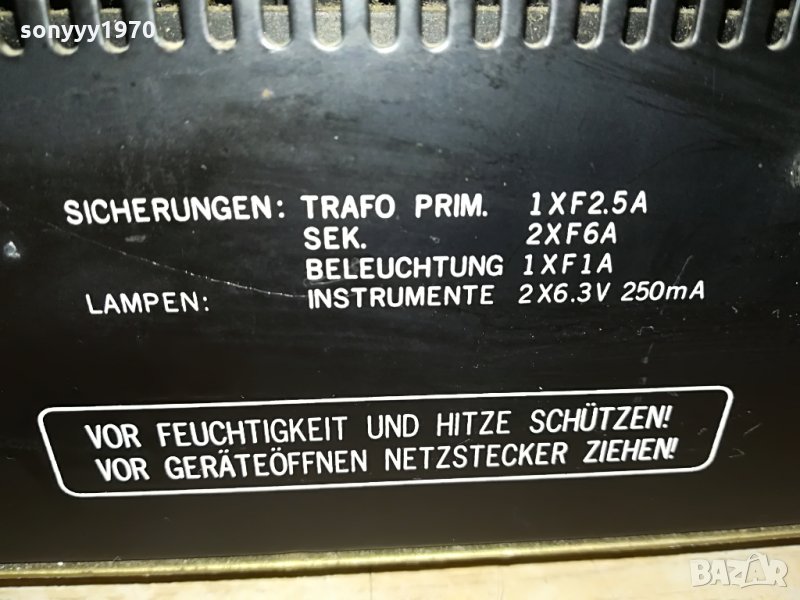 sonyyy1970
SICHERUNGEN: TRAFO PRIM. 1XF2.5A
SEK. 2XF6A
BELEUCHTUNG 1XF1A
LAMPEN: INSTRUMENTE 2X6.3V 250mA
VOR FEUCHTIGKEIT UND HITZE SCHÜTZEN!
VOR GERÄTEÖFFNEN NETZSTECKER ZIEHEN!
BAZAR